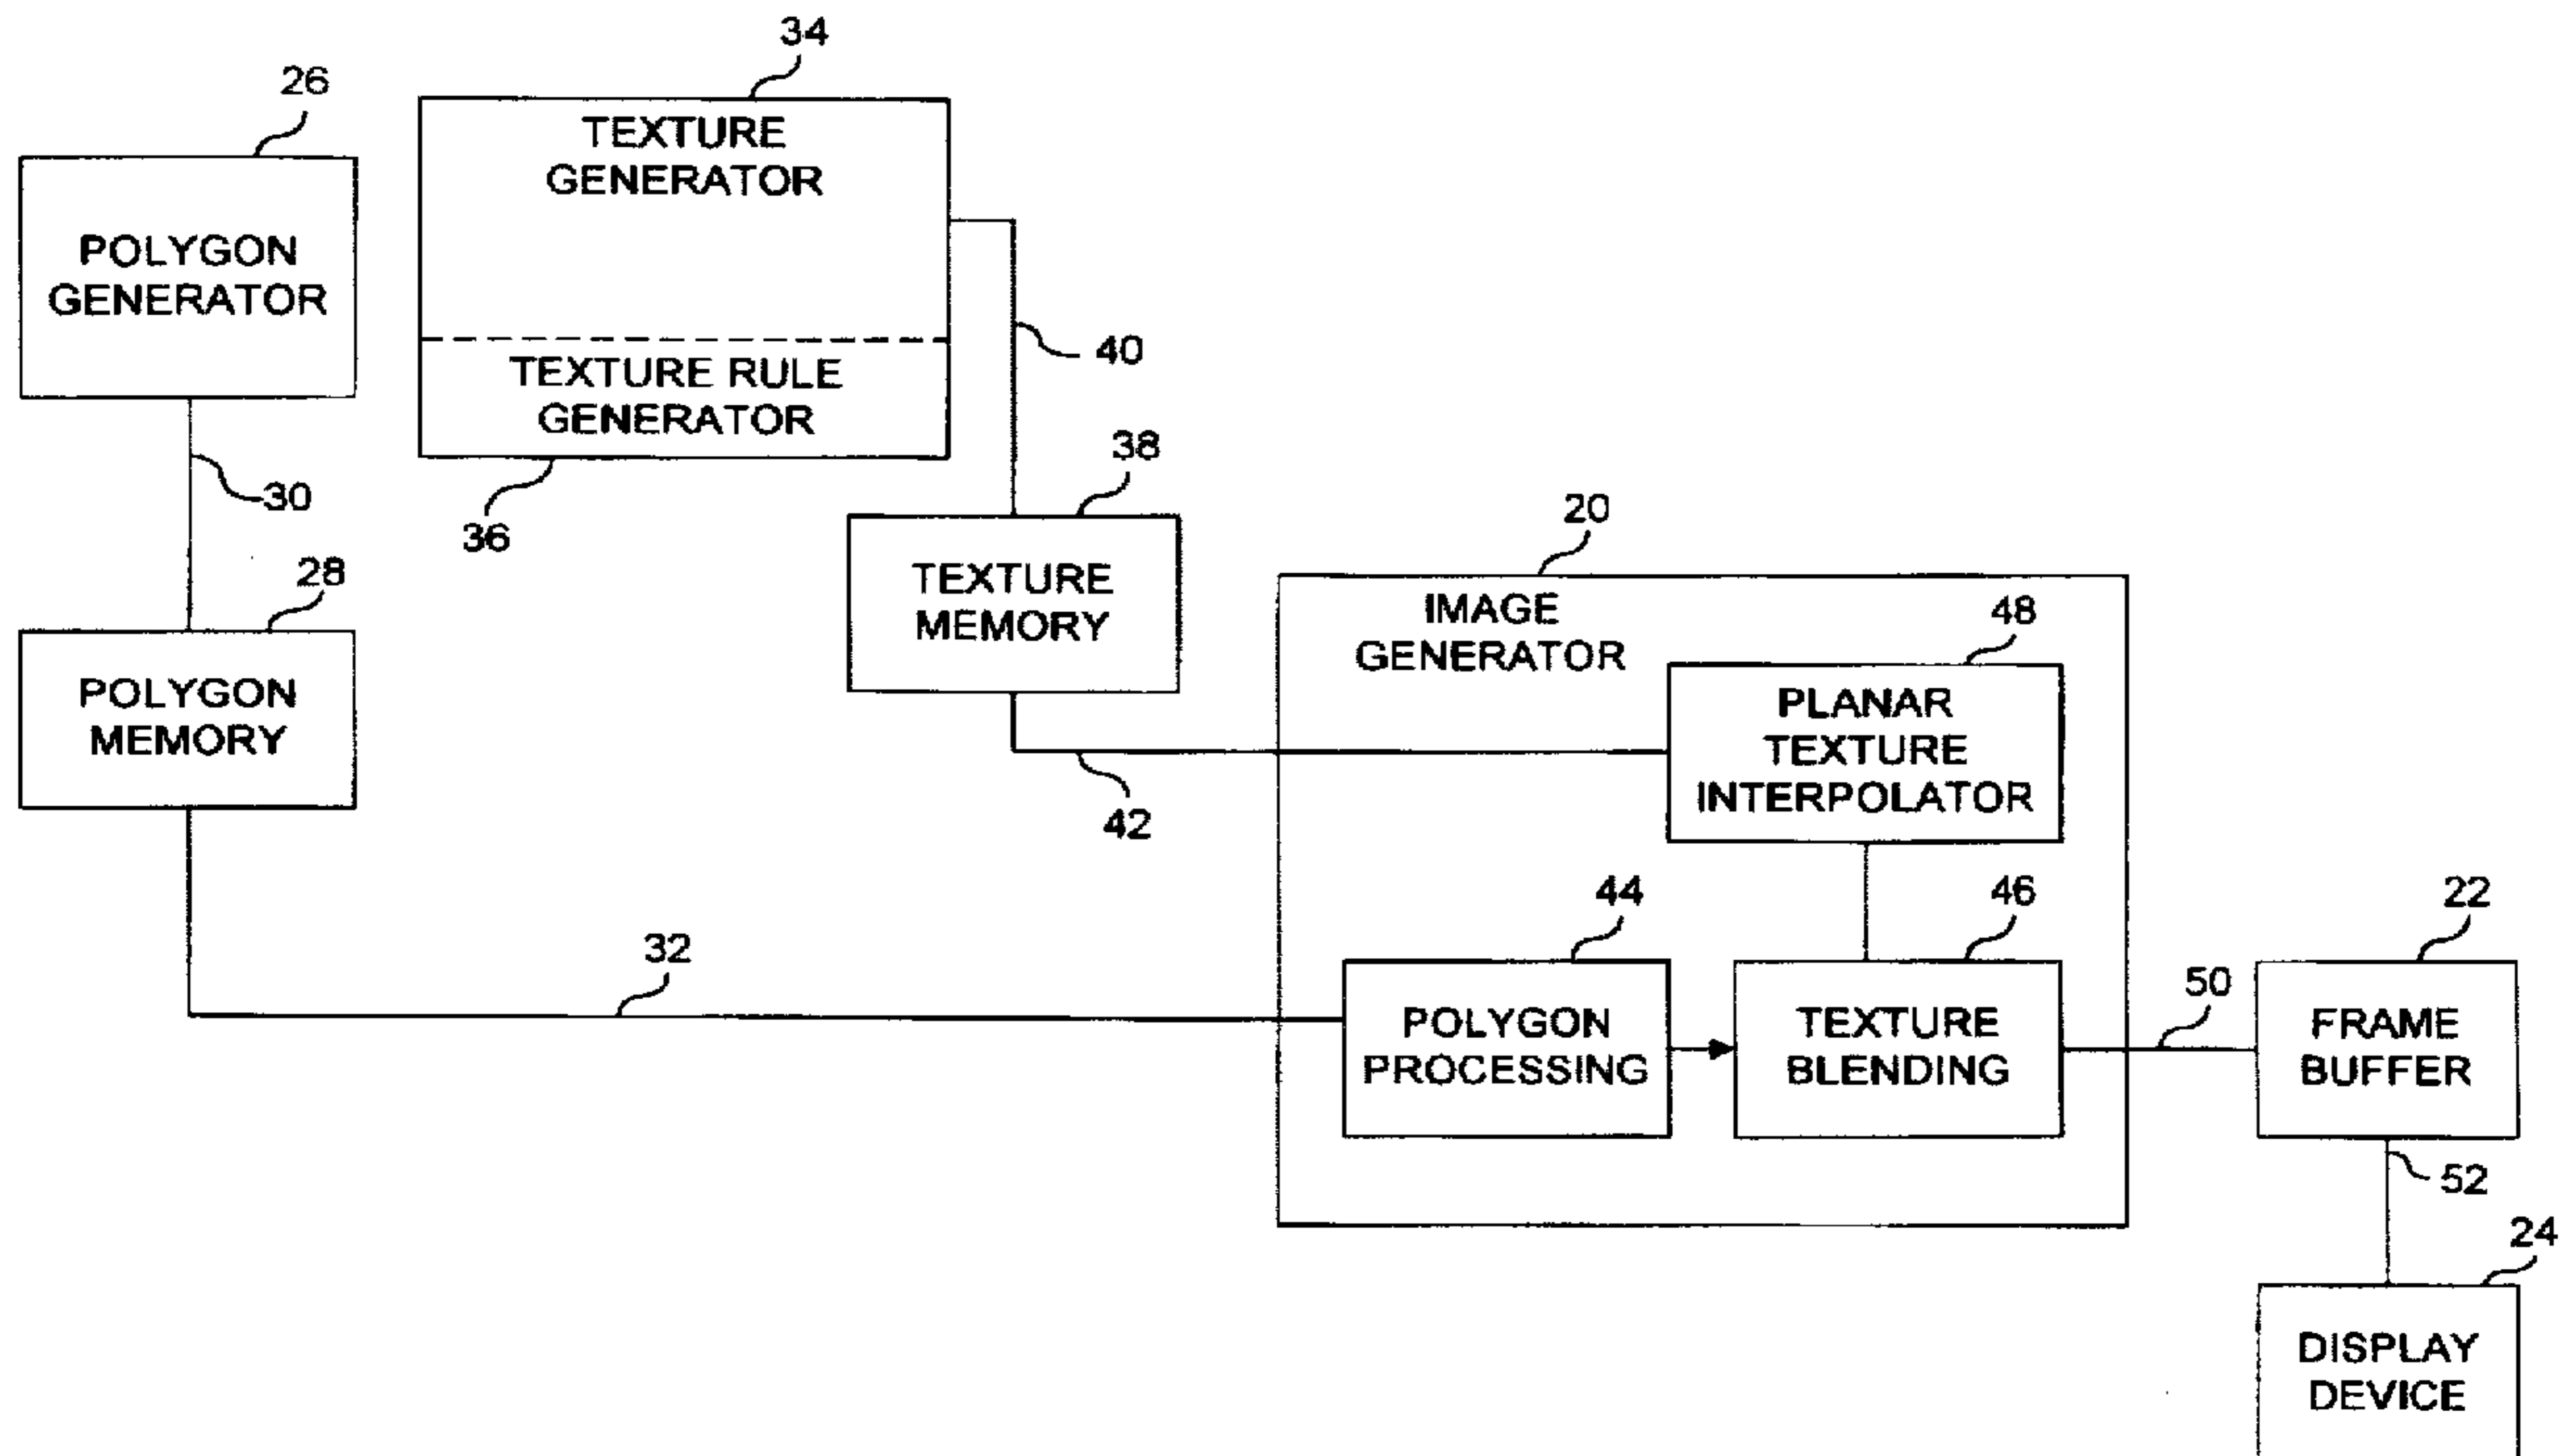 34
26
TEXTURE
GENERATOR
POLYGON
GENERATOR
40
TEXTURE RULE
GENERATOR
30
36
38
28
TEXTURE
MEMORY
20
IMAGE
GENERATOR
48
POLYGON
MEMORY
PLANAR
TEXTURE
INTERPOLATOR
42
44
46
22
32
50
POLYGON
PROCESSING
TEXTURE
BLENDING
FRAME
BUFFER
52
24
DISPLAY
DEVICE